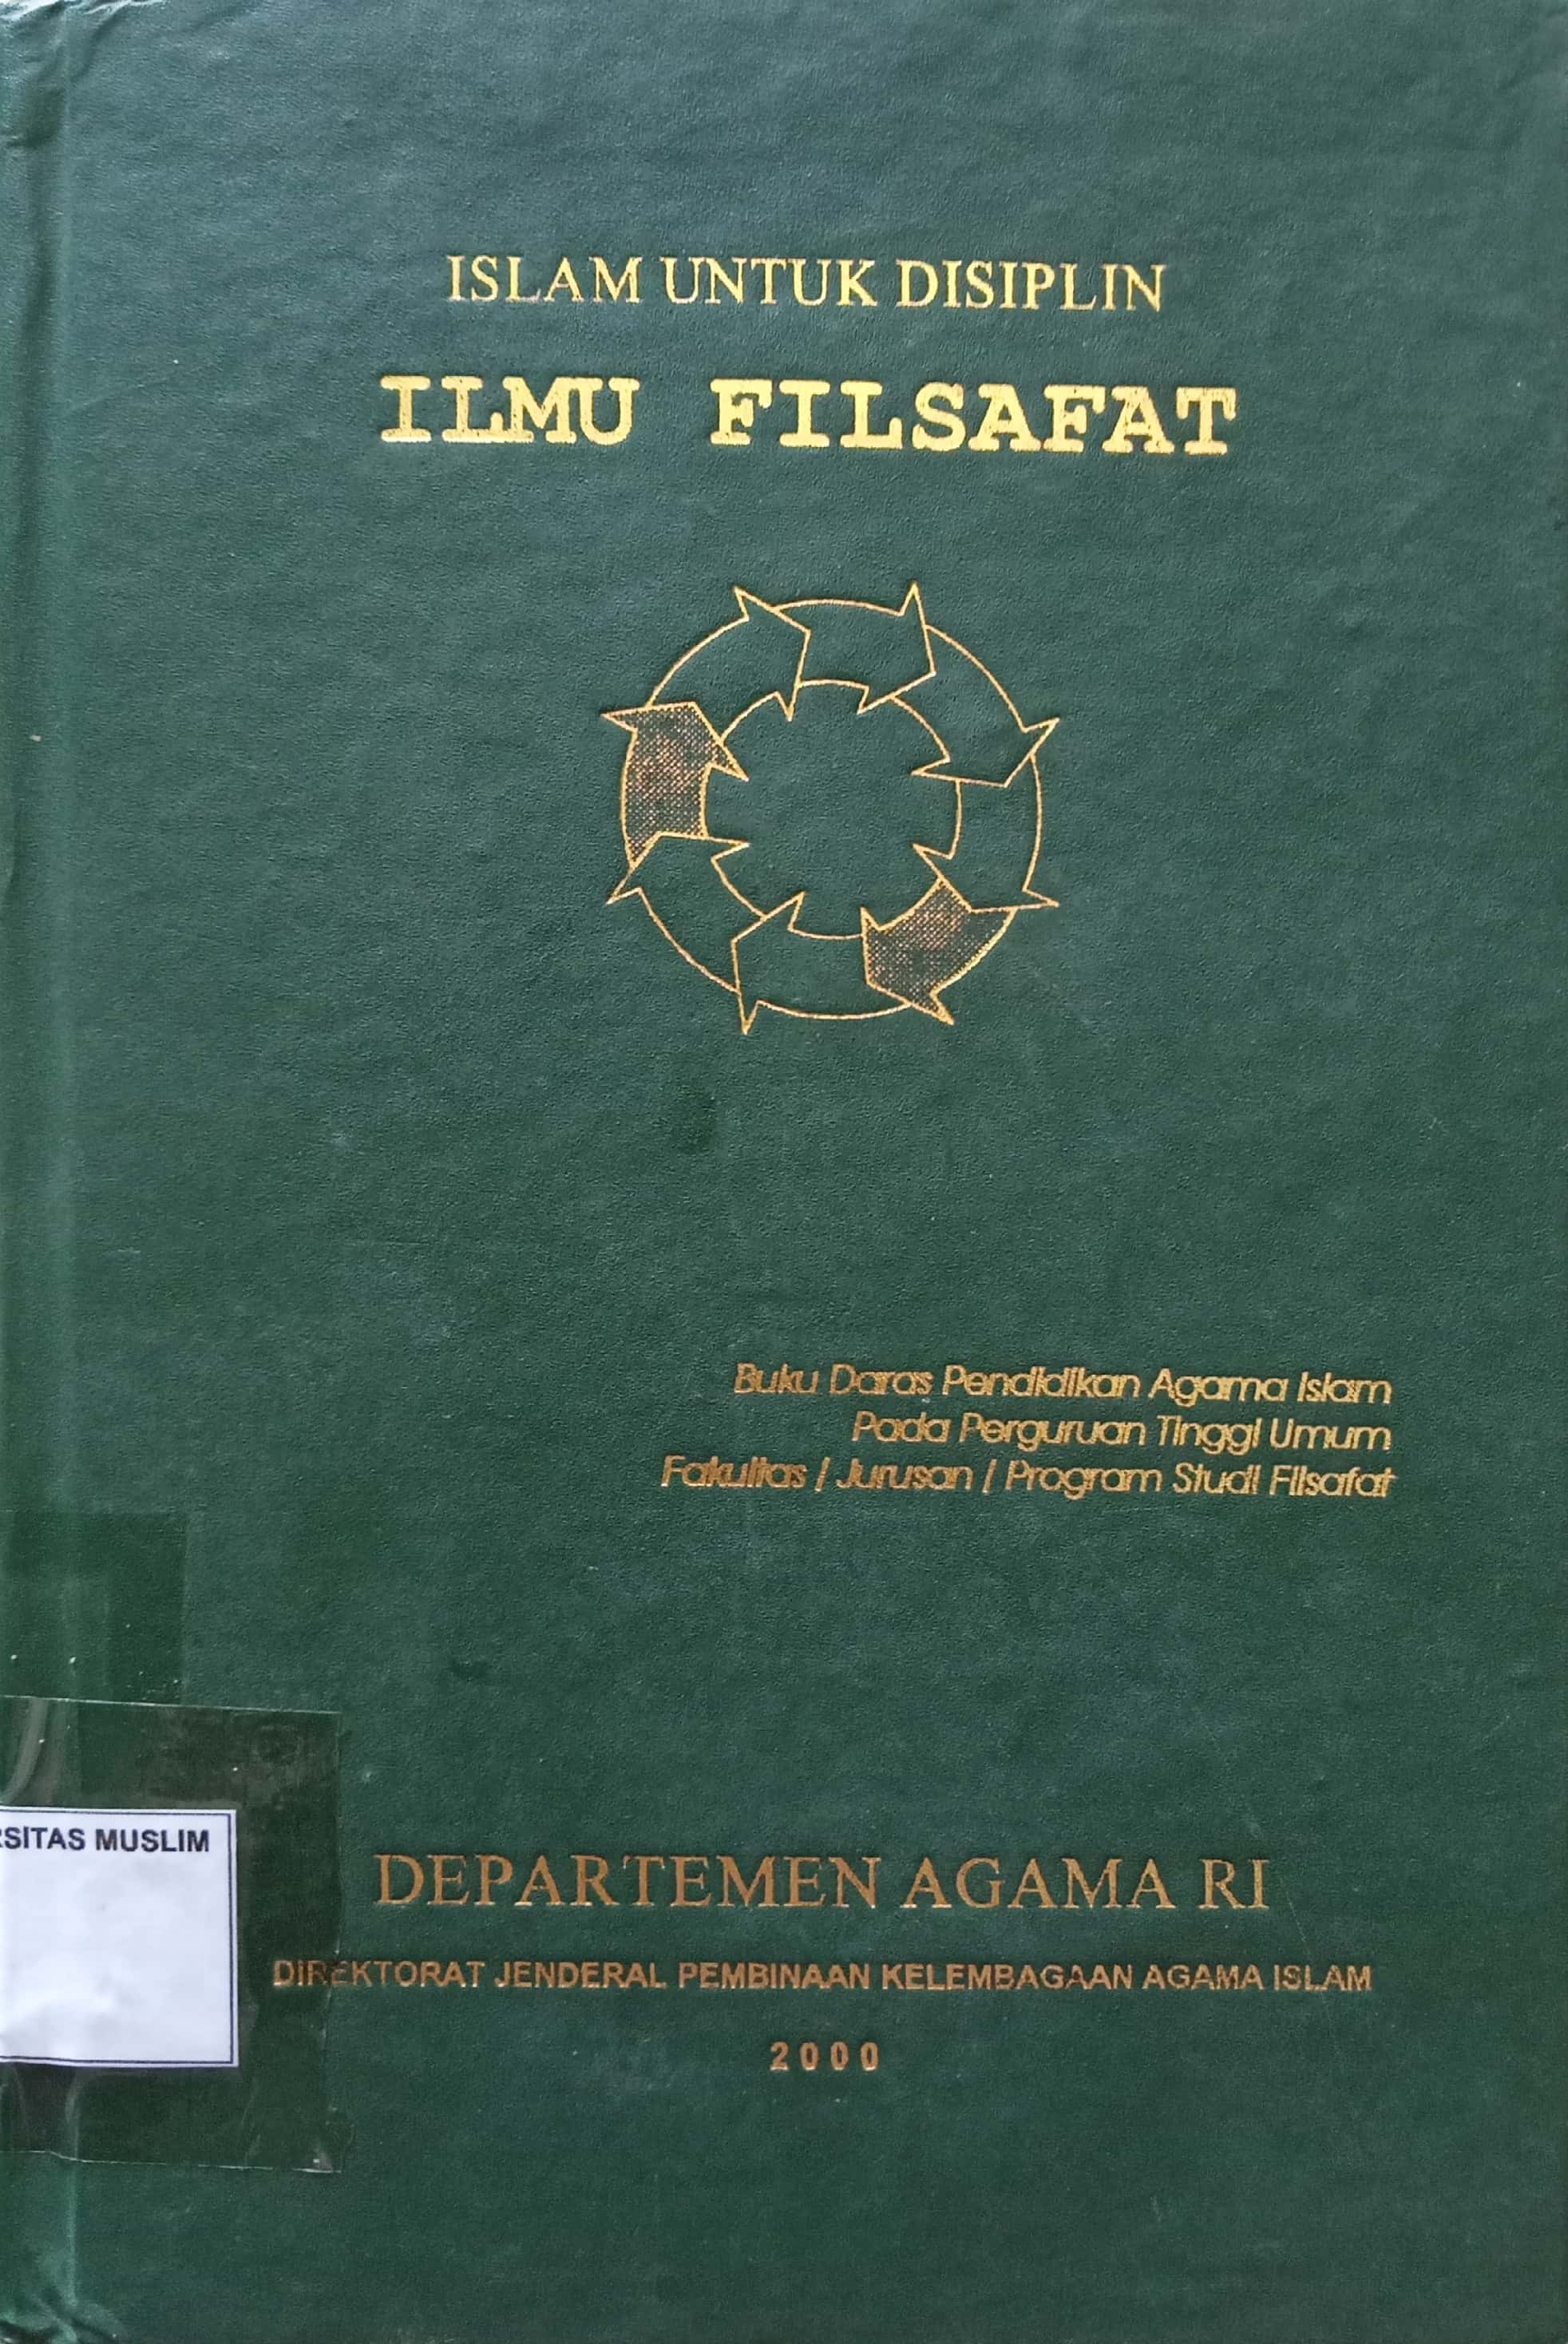 ISLAM UNTUK DISIPLIN
ILMU FILSAFAT
Buku Daras Pendidikan Agama Islam
Pada Perguruan Tinggi Umum
Fakultas / Jurusan / Program Studi Filsafat
RSITAS MUSLIM
DEPARTEMEN AGAMA RI
DIREKTORAT JENDERAL PEMBINAAN KELEMBAGAAN AGAMA ISLAM
2000